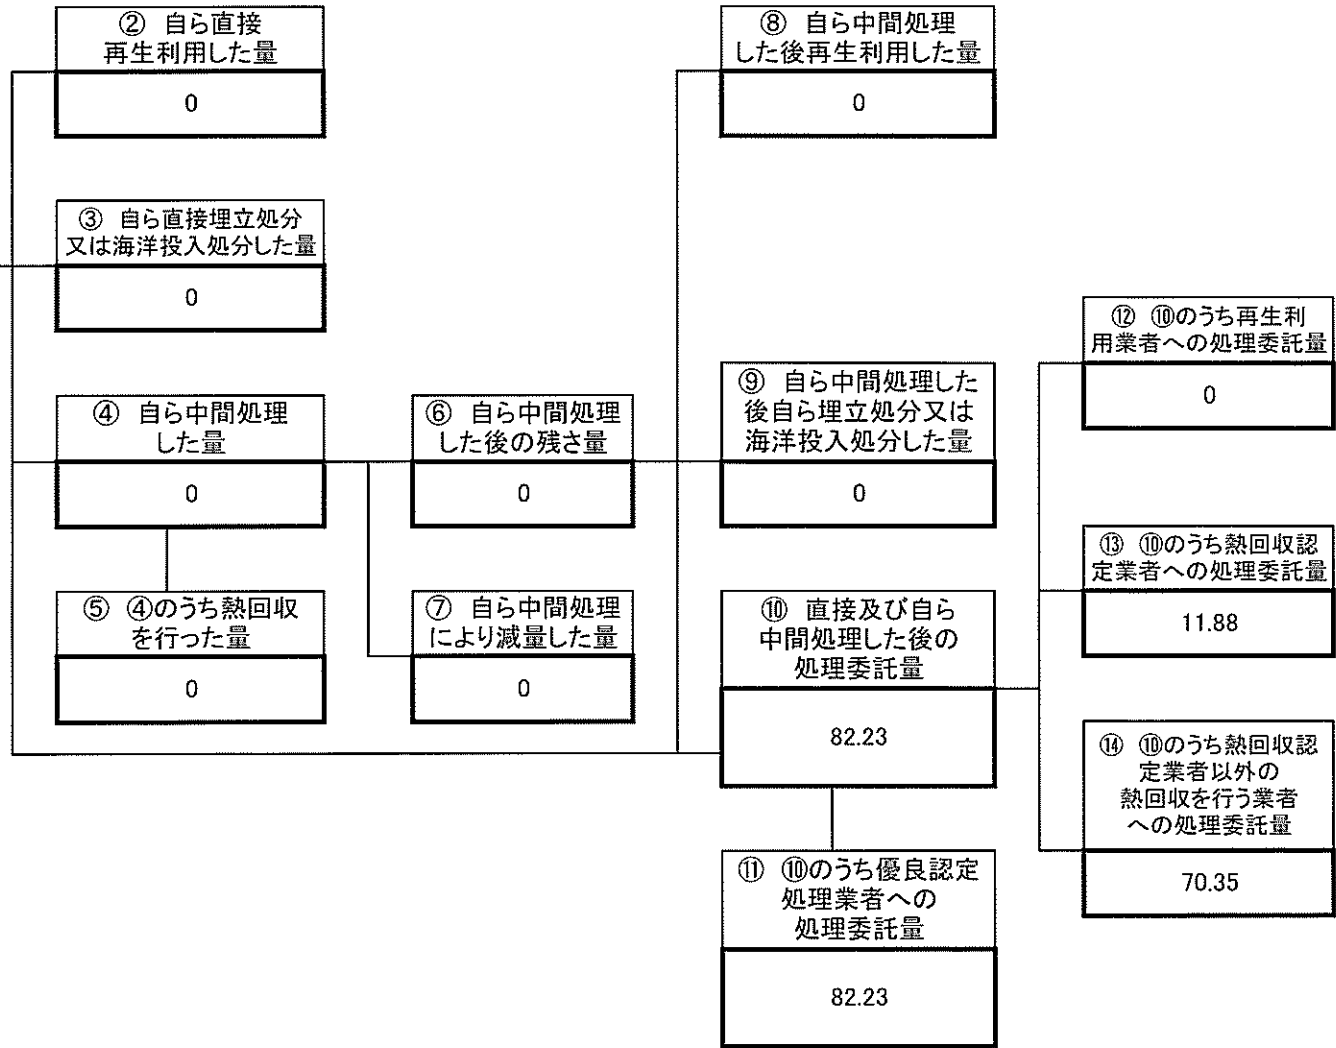 ② 自ら直接
再生利用した量
0
③ 自ら直接埋立処分
又は海洋投入処分した量
0
④ 自ら中間処理
した量
0
⑤ ④のうち熱回収
を行った量
0
⑥ 自ら中間処理
した後の残さ量
0
⑦ 自ら中間処理
により減量した量
0
⑧ 自ら中間処理
した後再生利用した量
0
⑨ 自ら中間処理した
後自ら埋立処分又は
海洋投入処分した量
0
⑩ 直接及び自ら
中間処理した後の
処理委託量
82.23
⑪ ⑩のうち優良認定
処理業者への
処理委託量
82.23
⑫ ⑩のうち再生利
用業者への処理委託量
0
⑬ ⑩のうち熱回収認
定業者への処理委託量
11.88
⑭ ⑩のうち熱回収認
定業者以外の
熱回収を行う業者
への処理委託量
70.35